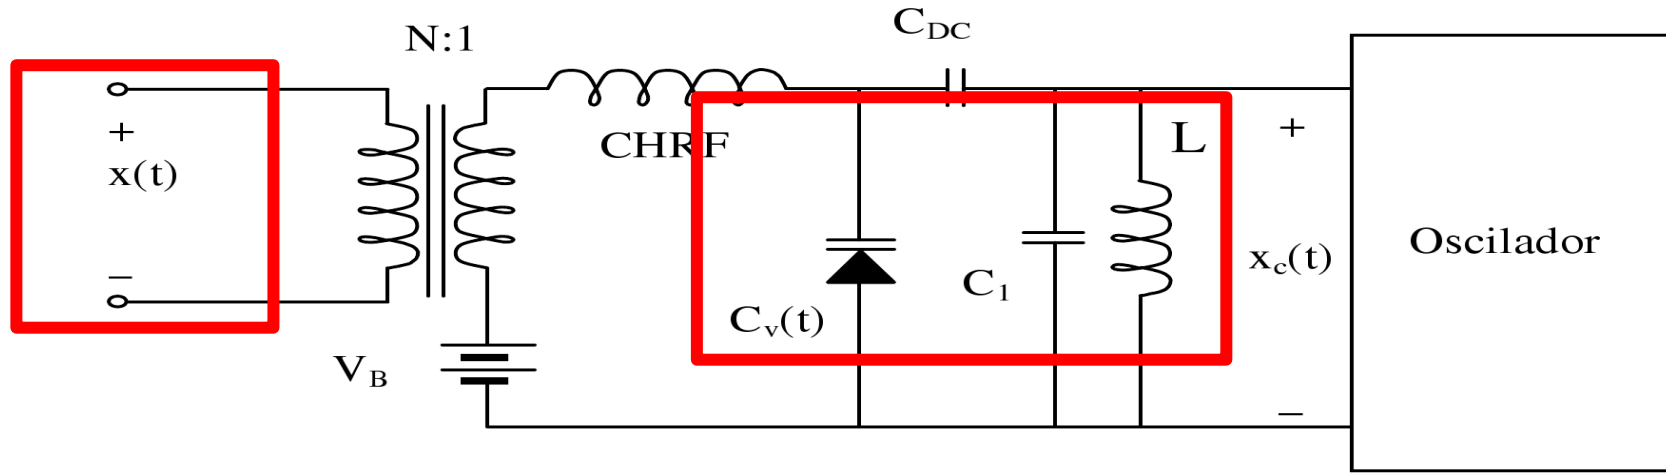 N:1
C_DC
+
x(t)
−
CHRF
L
+
C_v(t)
C_1
x_c(t)
Oscilador
V_B
−